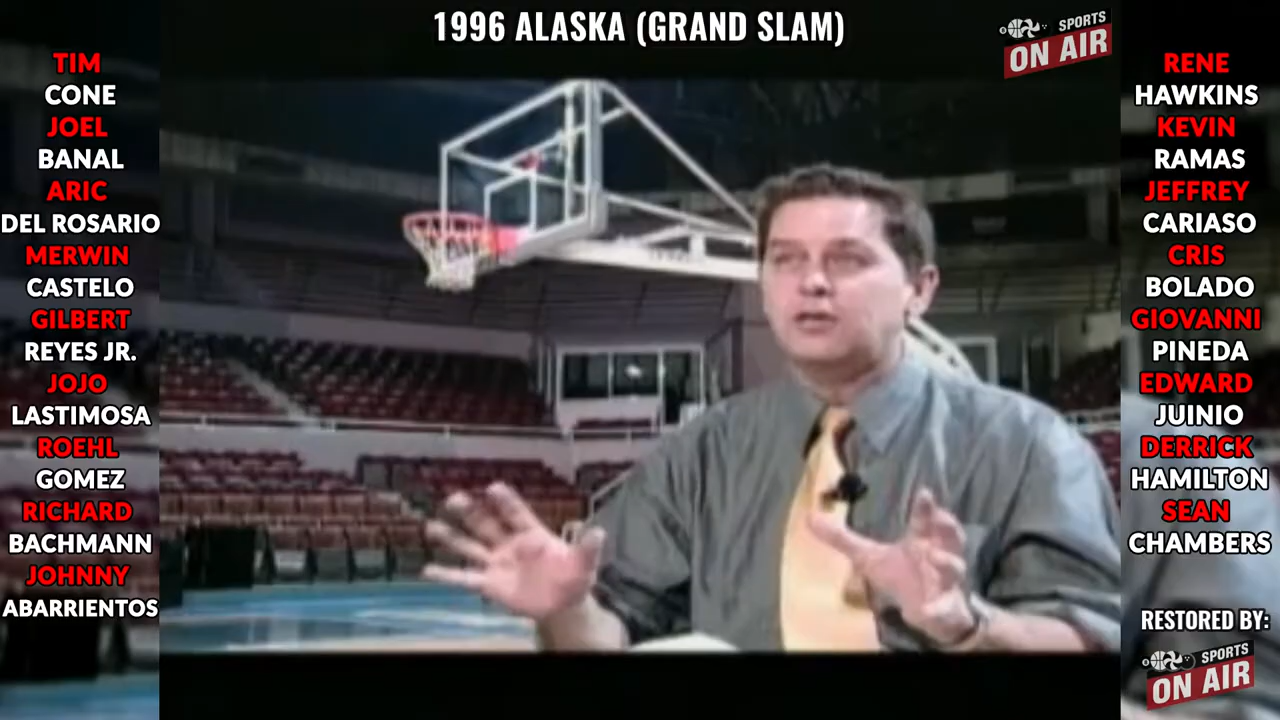 1996 ALASKA (GRAND SLAM)
SPORTS
ON AIR
TIM
CONE
JOEL
BANAL
ARIC
DEL ROSARIO
MERWIN
CASTELO
GILBERT
REYES JR.
JOJO
LASTIMOSA
ROEHL
GOMEZ
RICHARD
BACHMANN
JOHNNY
ABARRIENTOS
RENE
HAWKINS
KEVIN
RAMAS
JEFFREY
CARIASO
CRIS
BOLADO
GIOVANNI
PINEDA
EDWARD
JUINIO
DERRICK
HAMILTON
SEAN
CHAMBERS
RESTORED BY:
SPORTS
ON AIR